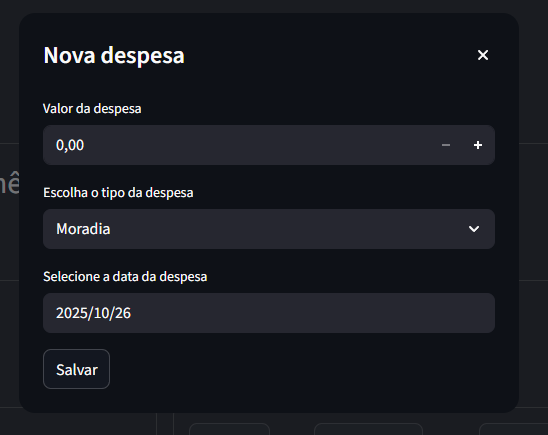 Nova despesa
Valor da despesa
0,00
Escolha o tipo da despesa
Moradia
Selecione a data da despesa
2025/10/26
Salvar